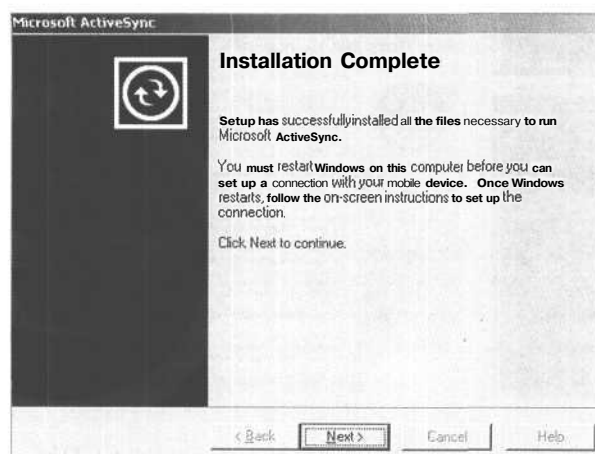 Microsoft ActiveSync
Installation Complete
Setup has successfully installed all the files necessary to run
Microsoft ActiveSync.
You must restart Windows on this computer before you can
set up a connection with your mobile device. Once Windows
restarts, follow the on-screen instructions to set up the
connection.
Click Next to continue.
< Back
Next >
Cancel
Help